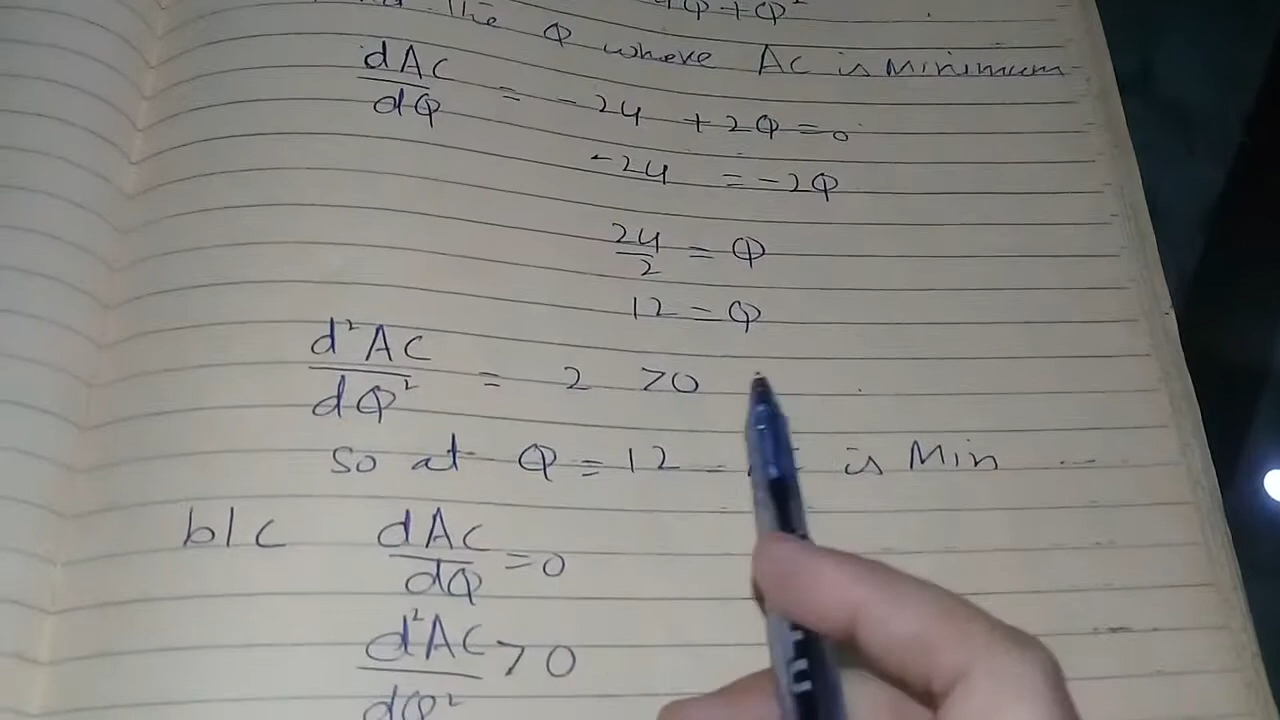 The Q where AC is Minimum
dAC/dQ = -24 + 2Q = 0
-24 = -2Q
24/2 = Q
12 = Q
d²AC/dQ² = 2 >0
so at Q = 12 is Min
b/c dAC/dQ = 0
d²AC/dQ² > 0